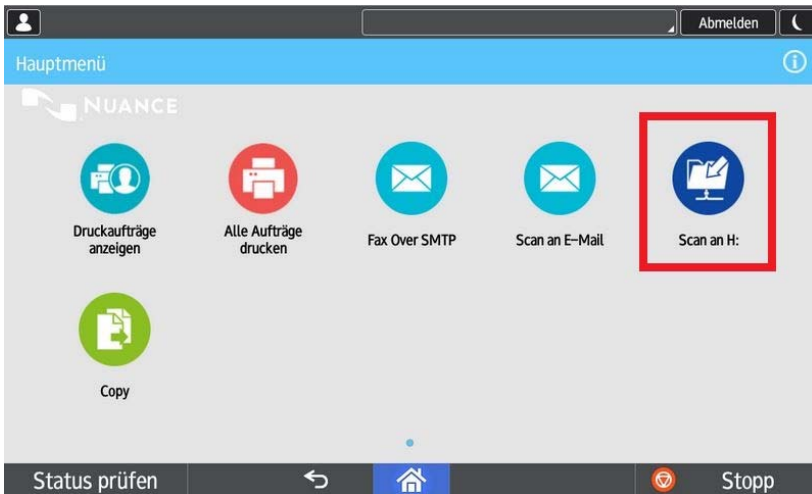 Abmelden
Hauptmenü
NUANCE
Druckaufträge
anzeigen
Alle Aufträge
drucken
Fax Over SMTP
Scan an E-Mail
Scan an H:
Copy
Status prüfen
Stopp